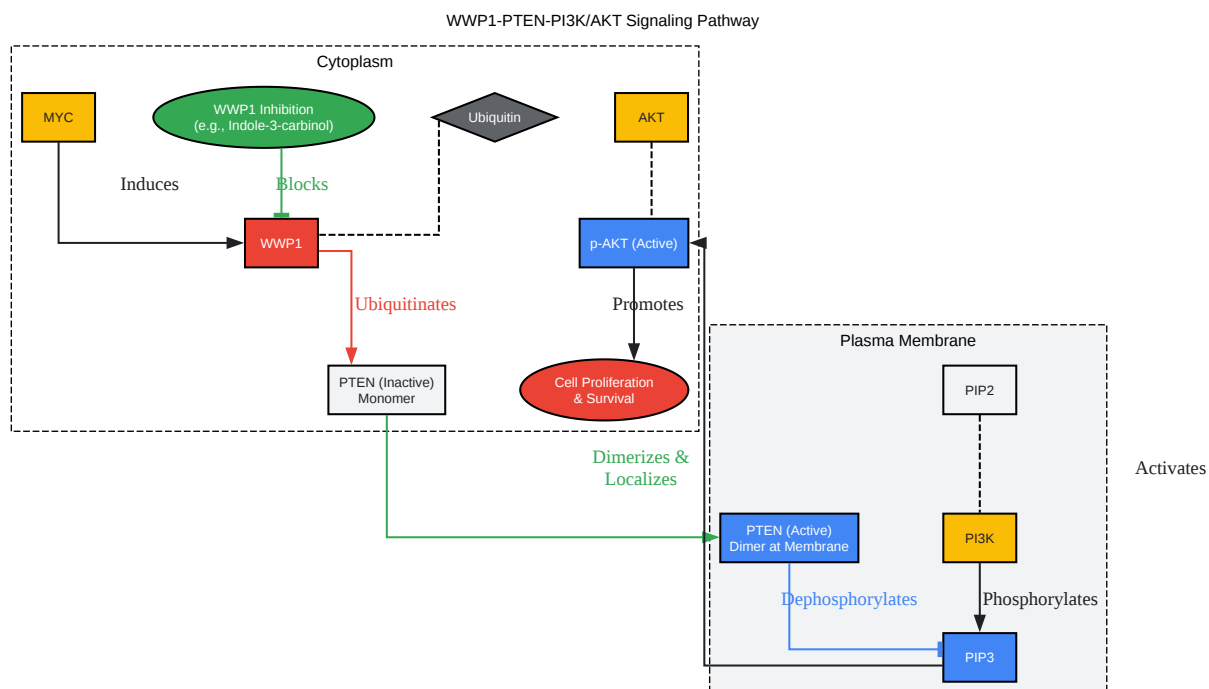 WWP1-PTEN-PI3K/AKT Signaling Pathway
Cytoplasm
MYC
WWP1 Inhibition
(e.g., Indole-3-carbinol)
Ubiquitin
AKT
Induces
Blocks
WWP1
p-AKT (Active)
Ubiquitinates
Promotes
PTEN (Inactive)
Monomer
Cell Proliferation
& Survival
Plasma Membrane
PIP2
Dimerizes &
Localizes
Activates
PTEN (Active)
Dimer at Membrane
PI3K
Dephosphorylates
Phosphorylates
PIP3